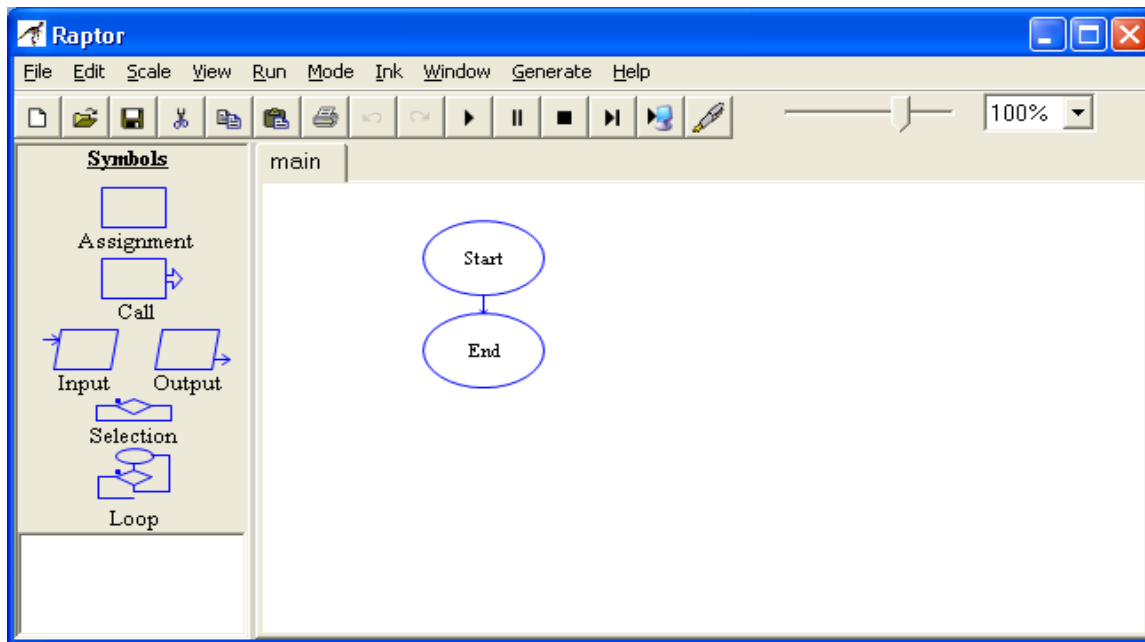 Raptor
File Edit Scale View Run Mode Ink Window Generate Help
100%
Symbols
main
Assignment
Call
Input Output
Selection
Loop
Start
End